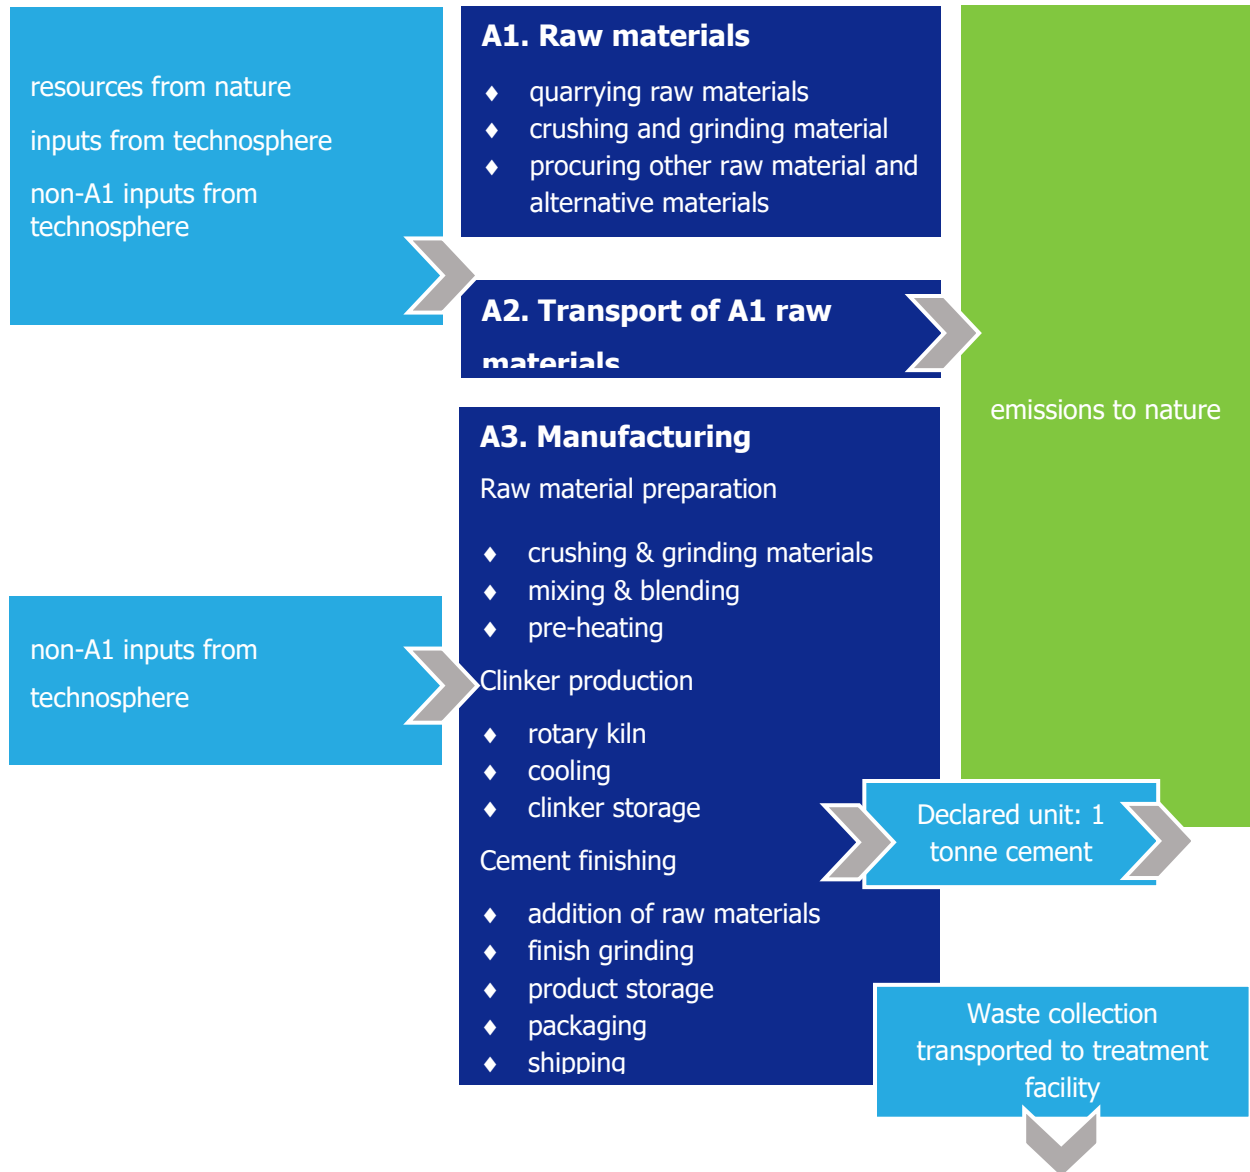 resources from nature
inputs from technosphere
non-A1 inputs from
technosphere
A1. Raw materials
♦ quarrying raw materials
♦ crushing and grinding material
♦ procuring other raw material and
alternative materials
A2. Transport of A1 raw
materials
emissions to nature
non-A1 inputs from
technosphere
A3. Manufacturing
Raw material preparation
♦ crushing & grinding materials
♦ mixing & blending
♦ pre-heating
Clinker production
♦ rotary kiln
♦ cooling
♦ clinker storage
Cement finishing
♦ addition of raw materials
♦ finish grinding
♦ product storage
♦ packaging
♦ shipping
Declared unit: 1
tonne cement
Waste collection
transported to treatment
facility